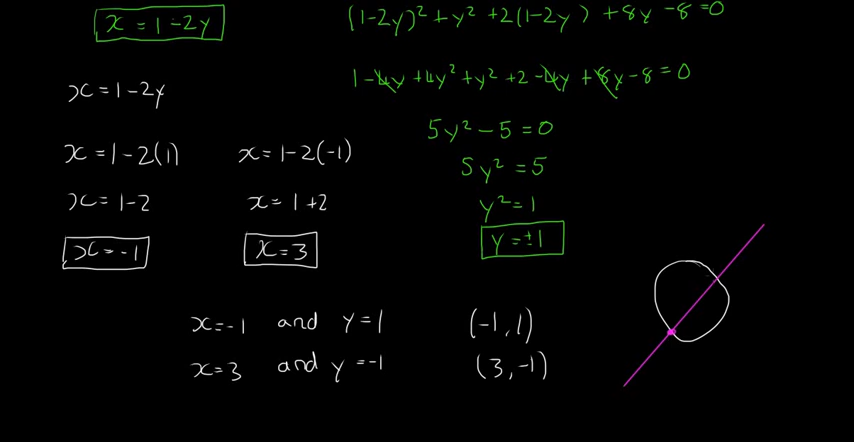 x = 1 - 2y
(1-2y)² + y² + 2(1-2y) + 8y - 8 = 0
x = 1 - 2y
1 - 4y + 4y² + y² + 2 - 4y + 8y - 8 = 0
5y² - 5 = 0
x = 1 - 2(1)
x = 1 - 2(-1)
5y² = 5
x = 1 - 2
x = 1 + 2
y² = 1
x = -1
x = 3
y = ±1
x = -1 and y = 1 (-1, 1)
x = 3 and y = -1 (3, -1)